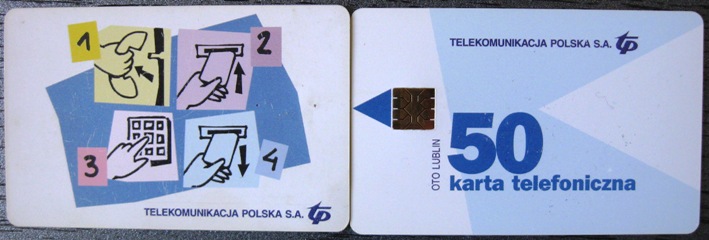 1
2
3
4
TELEKOMUNIKACJA POLSKA S.A. tp
TELEKOMUNIKACJA POLSKA S.A. tp
OTO LUBLIN
50
karta telefoniczna